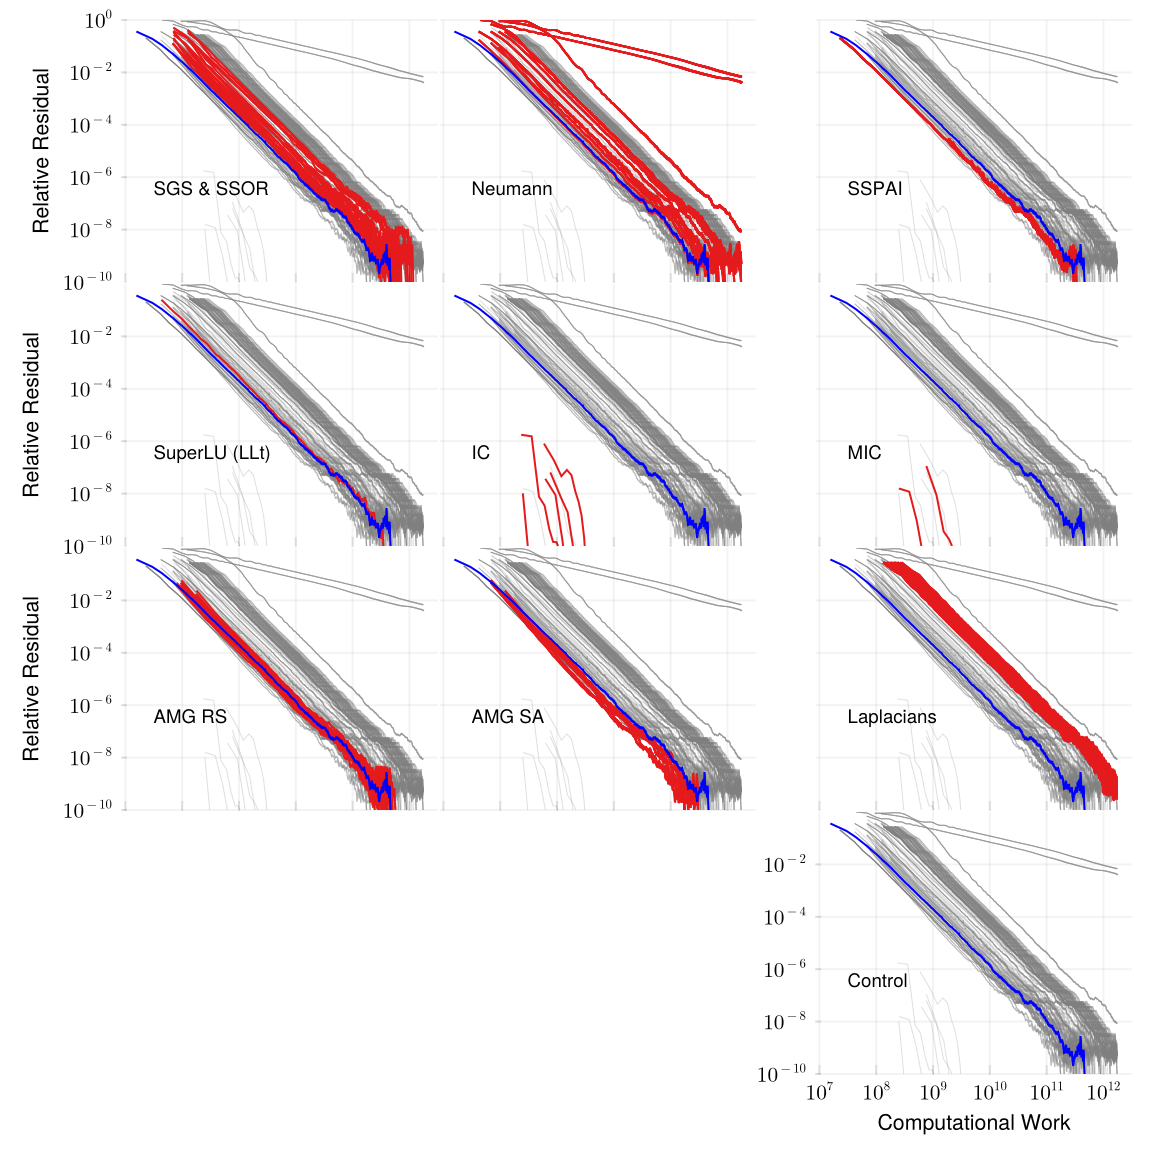 Relative Residual
10^0
10^−2
10^−4
10^−6
10^−8
10^−10
SGS & SSOR
Neumann
SSPAI
Relative Residual
10^−2
10^−4
10^−6
10^−8
10^−10
SuperLU (LLt)
IC
MIC
Relative Residual
10^−2
10^−4
10^−6
10^−8
10^−10
AMG RS
AMG SA
Laplacians
10^−2
10^−4
10^−6
10^−8
10^−10
Control
10^7 10^8 10^9 10^10 10^11 10^12
Computational Work